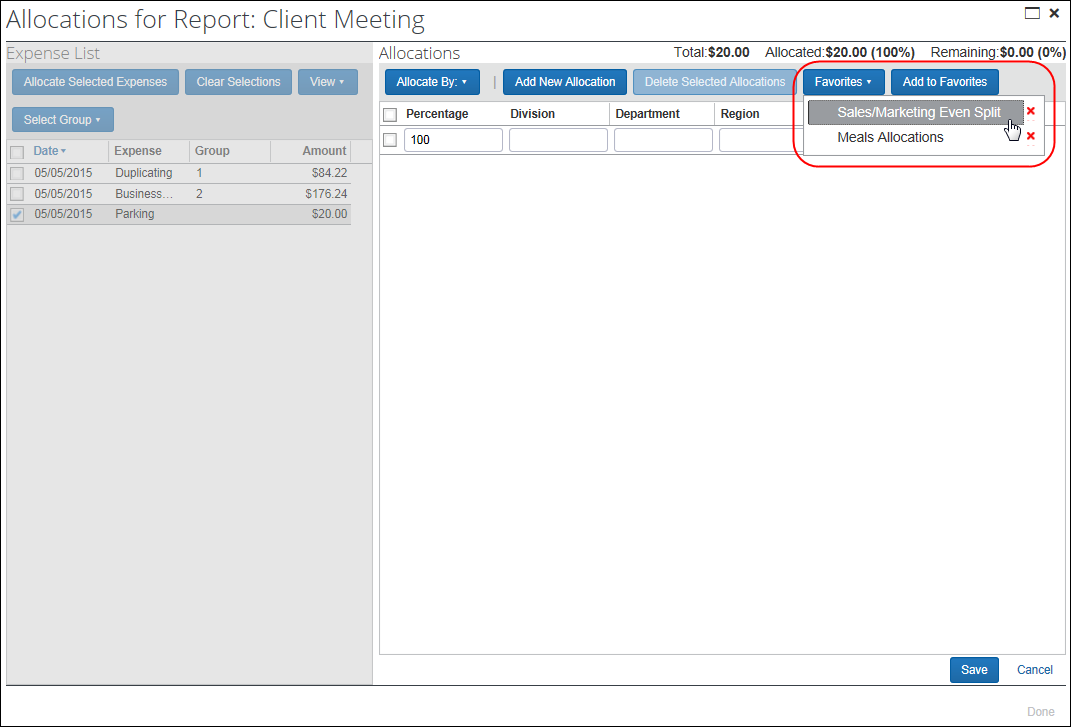 Allocations for Report: Client Meeting
Expense List
Allocate Selected Expenses Clear Selections View
Select Group
Date Expense Group Amount
05/05/2015 Duplicating 1 $84.22
05/05/2015 Business... 2 $176.24
05/05/2015 Parking $20.00
Allocations Total:$20.00 Allocated:$20.00 (100%) Remaining:$0.00 (0%)
Allocate By: | Add New Allocation Delete Selected Allocations Favorites Add to Favorites
Percentage Division Department Region
100
Sales/Marketing Even Split
Meals Allocations
Save Cancel
Done